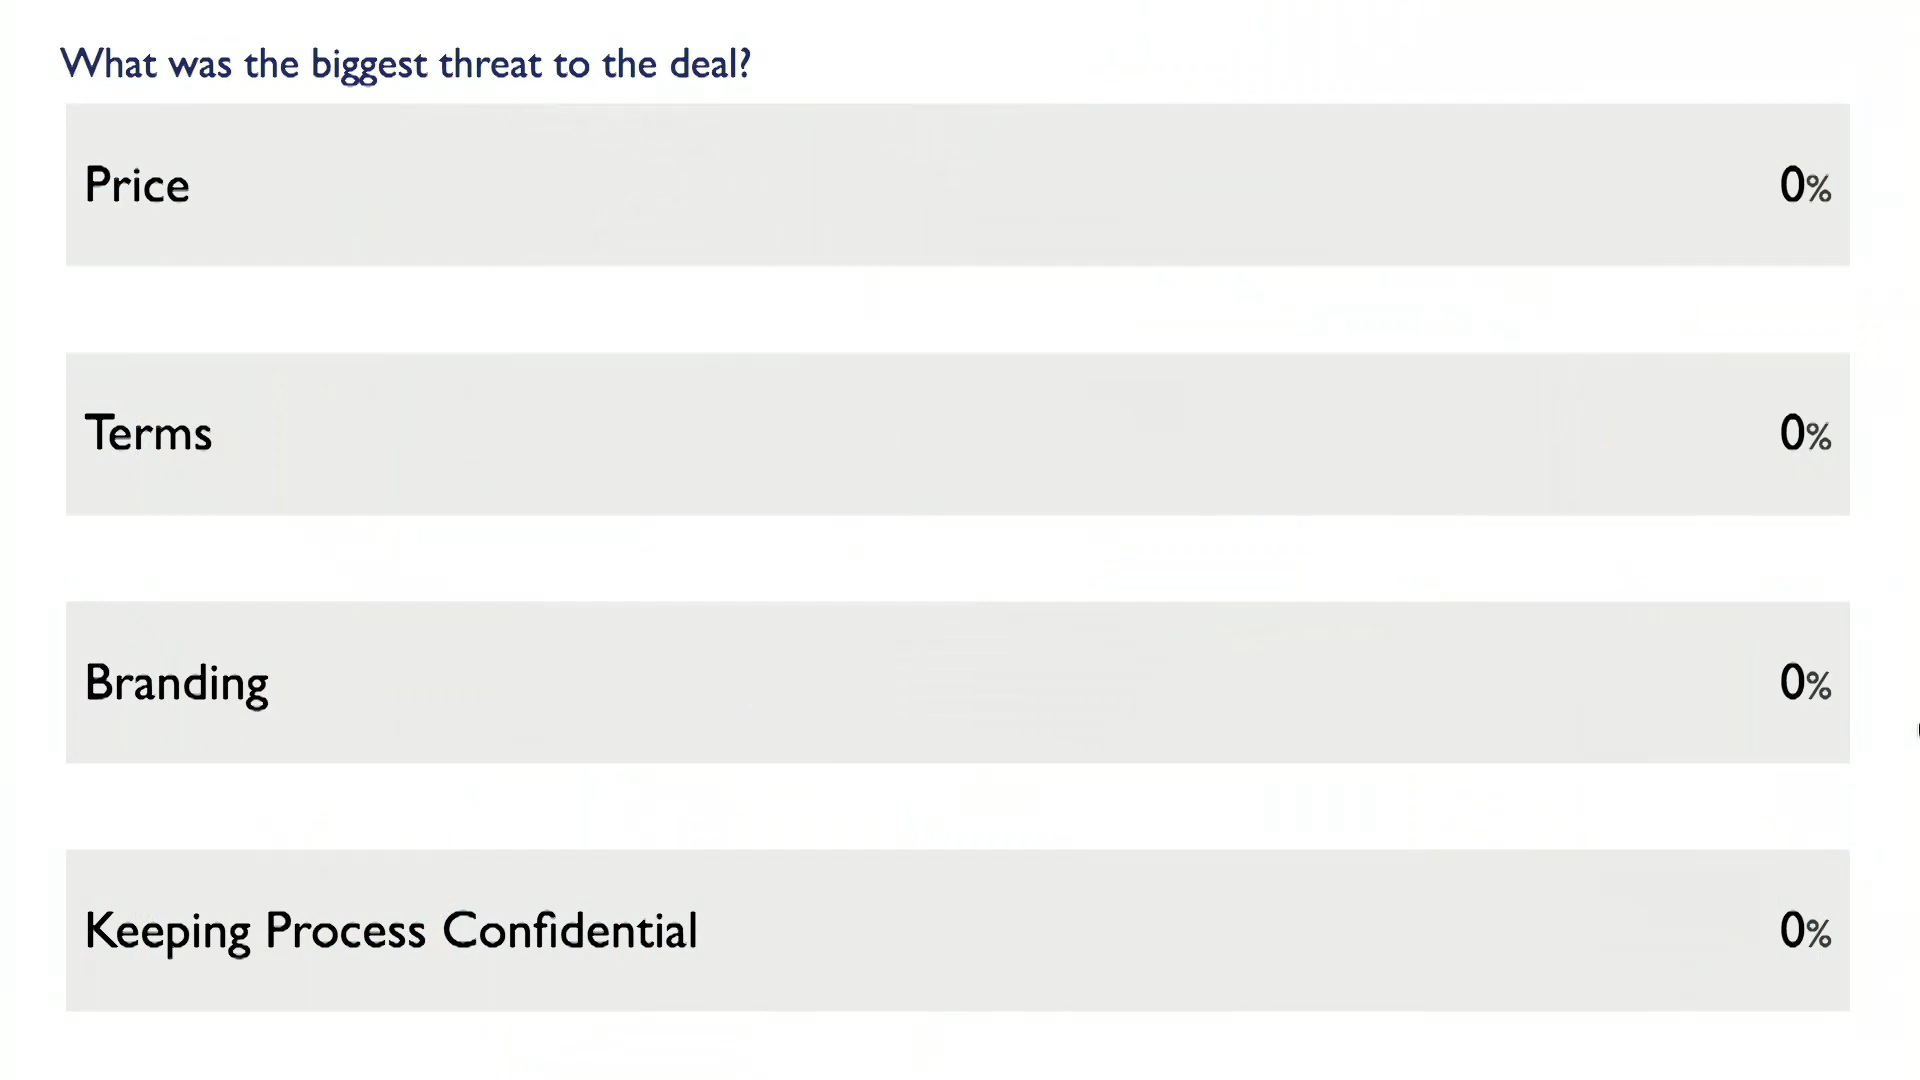 What was the biggest threat to the deal?
Price 0%
Terms 0%
Branding 0%
Keeping Process Confidential 0%